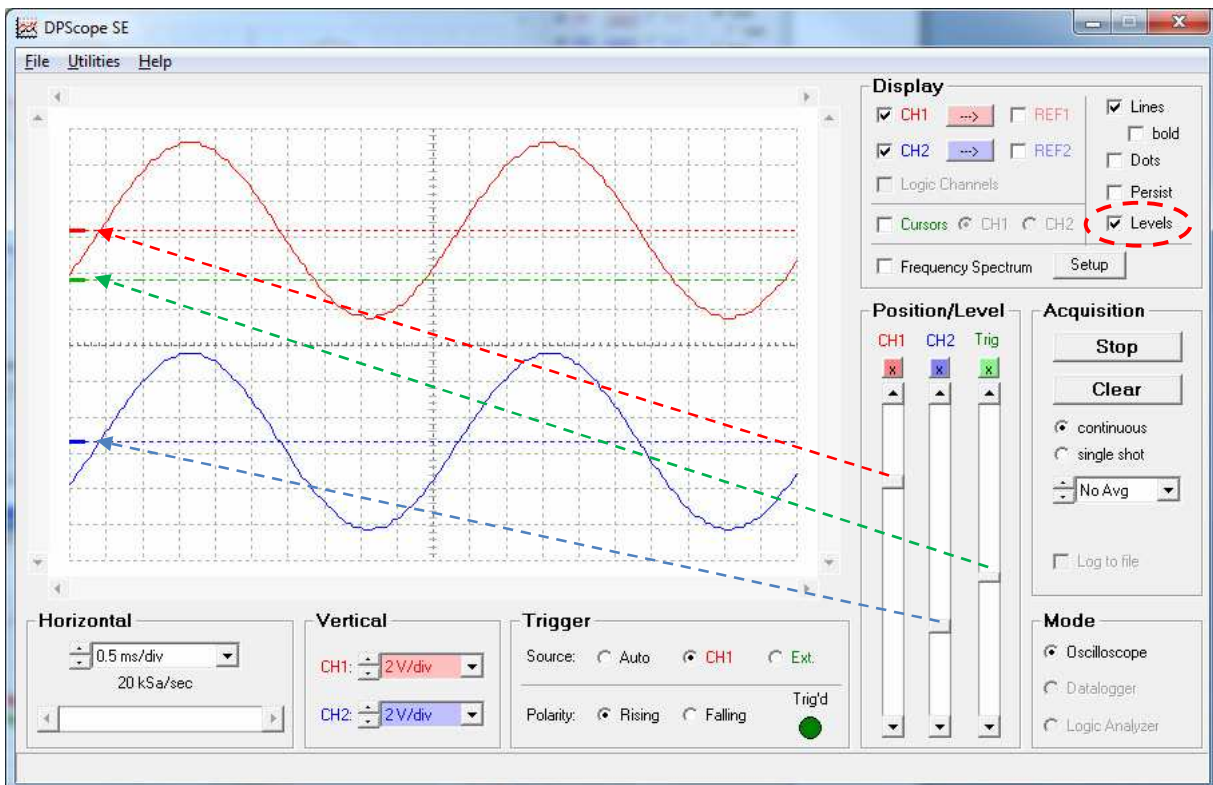 DPScope SE
File Utilities Help
Display
CH1 ---> REF1
CH2 ---> REF2
Logic Channels
Cursors CH1 CH2
Frequency Spectrum Setup
Lines
bold
Dots
Persist
Levels
Position/Level
CH1 CH2 Trig
x x x
Acquisition
Stop
Clear
continuous
single shot
No Avg
Log to file
Horizontal
0.5 ms/div
20 kSa/sec
Vertical
CH1: 2 V/div
CH2: 2 V/div
Trigger
Source: Auto CH1 Ext.
Polarity: Rising Falling
Trig'd
Mode
Oscilloscope
Datalogger
Logic Analyzer